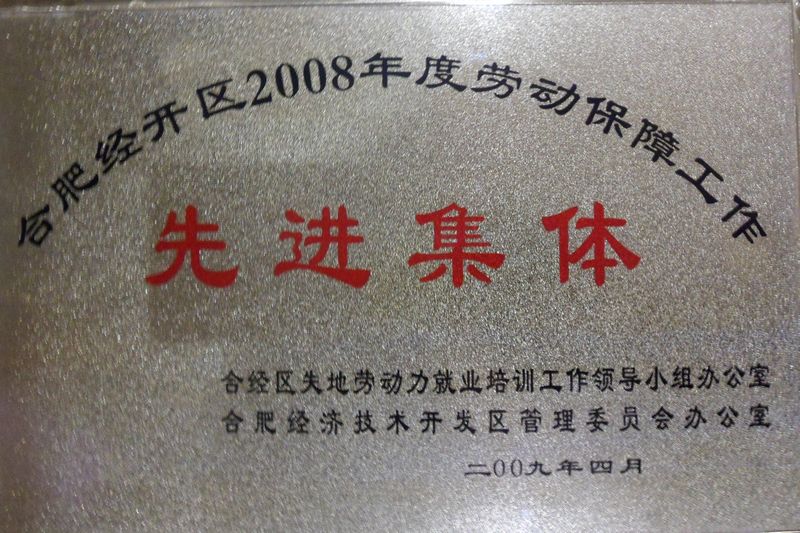 合肥经开区2008年度劳动保障工作
先进集体
合经区失地劳动力就业培训工作领导小组办公室
合肥经济技术开发区管理委员会办公室
二00九年四月